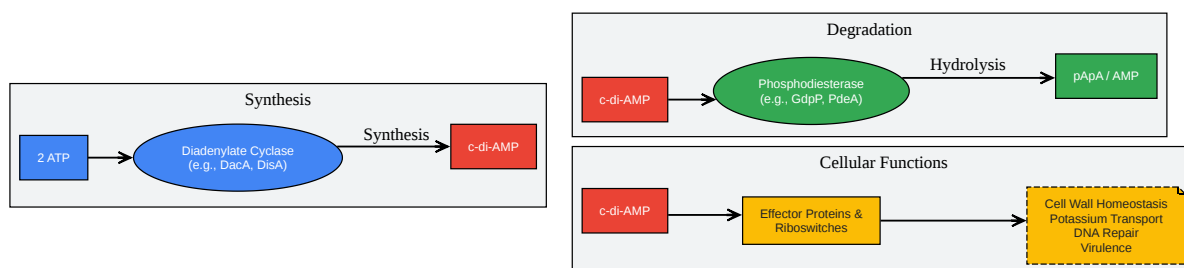 Synthesis
2 ATP
Diadenylate Cyclase
(e.g., DacA, DisA)
Synthesis
c-di-AMP
Degradation
c-di-AMP
Phosphodiesterase
(e.g., GdpP, PdeA)
Hydrolysis
pApA / AMP
Cellular Functions
c-di-AMP
Effector Proteins &
Riboswitches
Cell Wall Homeostasis
Potassium Transport
DNA Repair
Virulence